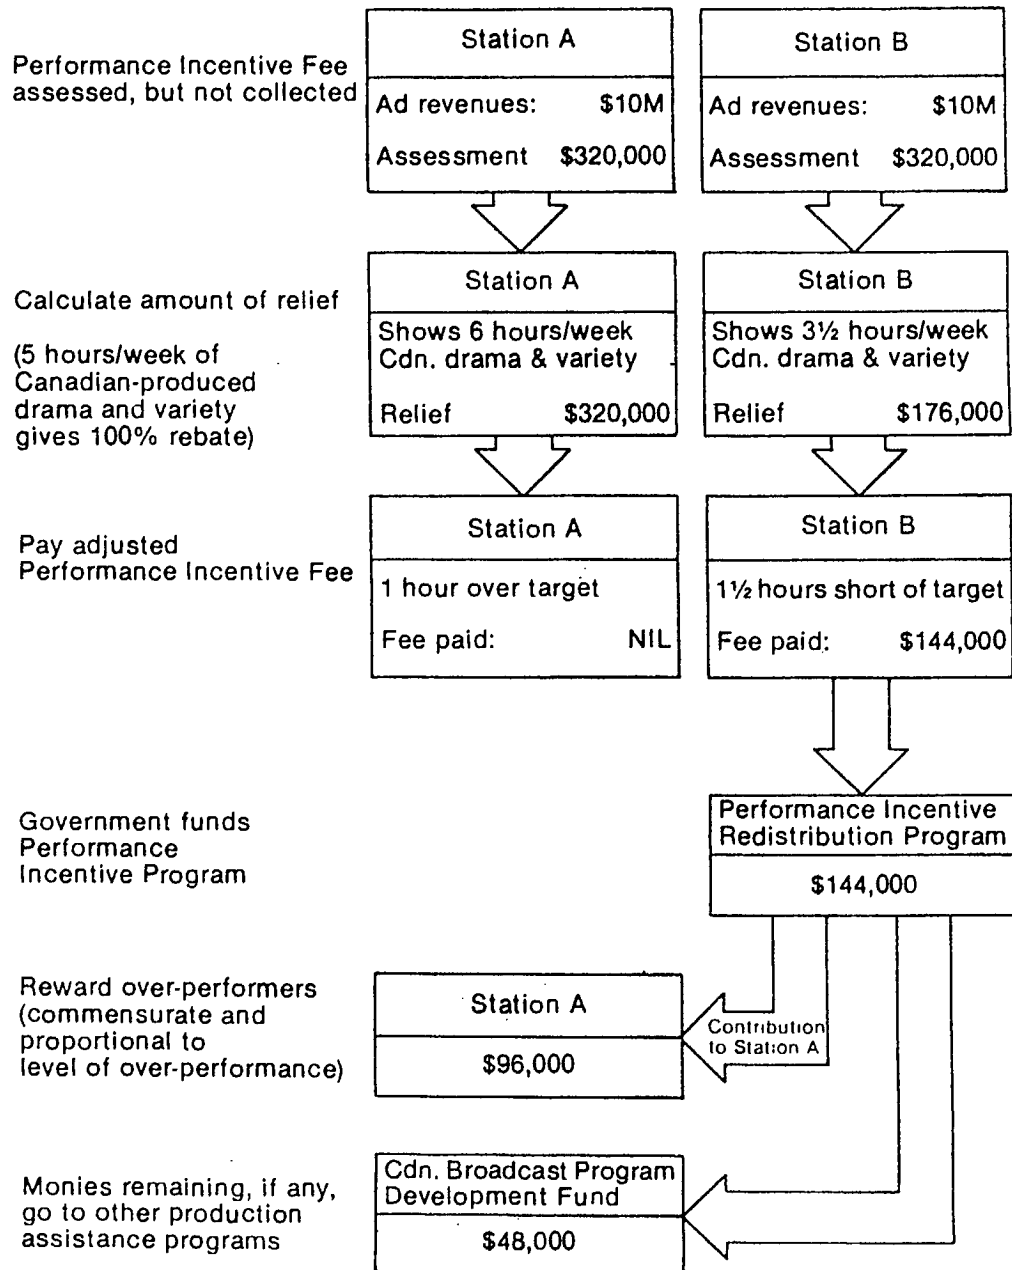 Performance Incentive Fee
assessed, but not collected
Station A
Ad revenues: $10M
Assessment $320,000
Station B
Ad revenues: $10M
Assessment $320,000
Calculate amount of relief
(5 hours/week of
Canadian-produced
drama and variety
gives 100% rebate)
Station A
Shows 6 hours/week
Cdn. drama & variety
Relief $320,000
Station B
Shows 3½ hours/week
Cdn. drama & variety
Relief $176,000
Pay adjusted
Performance Incentive Fee
Station A
1 hour over target
Fee paid: NIL
Station B
1½ hours short of target
Fee paid: $144,000
Government funds
Performance
Incentive Program
Performance Incentive
Redistribution Program
$144,000
Reward over-performers
(commensurate and
proportional to
level of over-performance)
Station A
$96,000
Contribution
to Station A
Monies remaining, if any,
go to other production
assistance programs
Cdn. Broadcast Program
Development Fund
$48,000